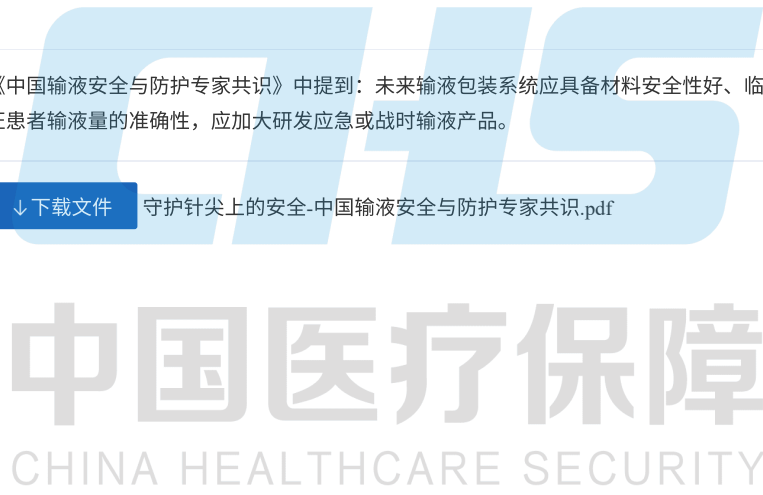 《中国输液安全与防护专家共识》中提到：未来输液包装系统应具备材料安全性好、临
患者输液量的准确性，应加大研发应急或战时输液产品。
↓下载文件 守护针尖上的安全-中国输液安全与防护专家共识.pdf
中国医疗保障
CHINA HEALTHCARE SECURITY